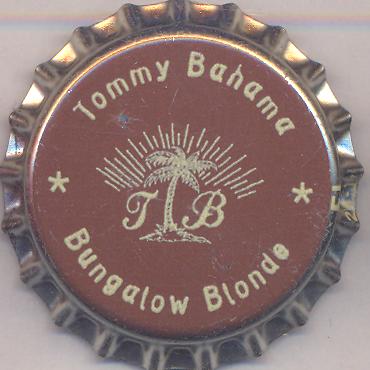 Tommy Bahama
* *
T B
Bungalow Blonde